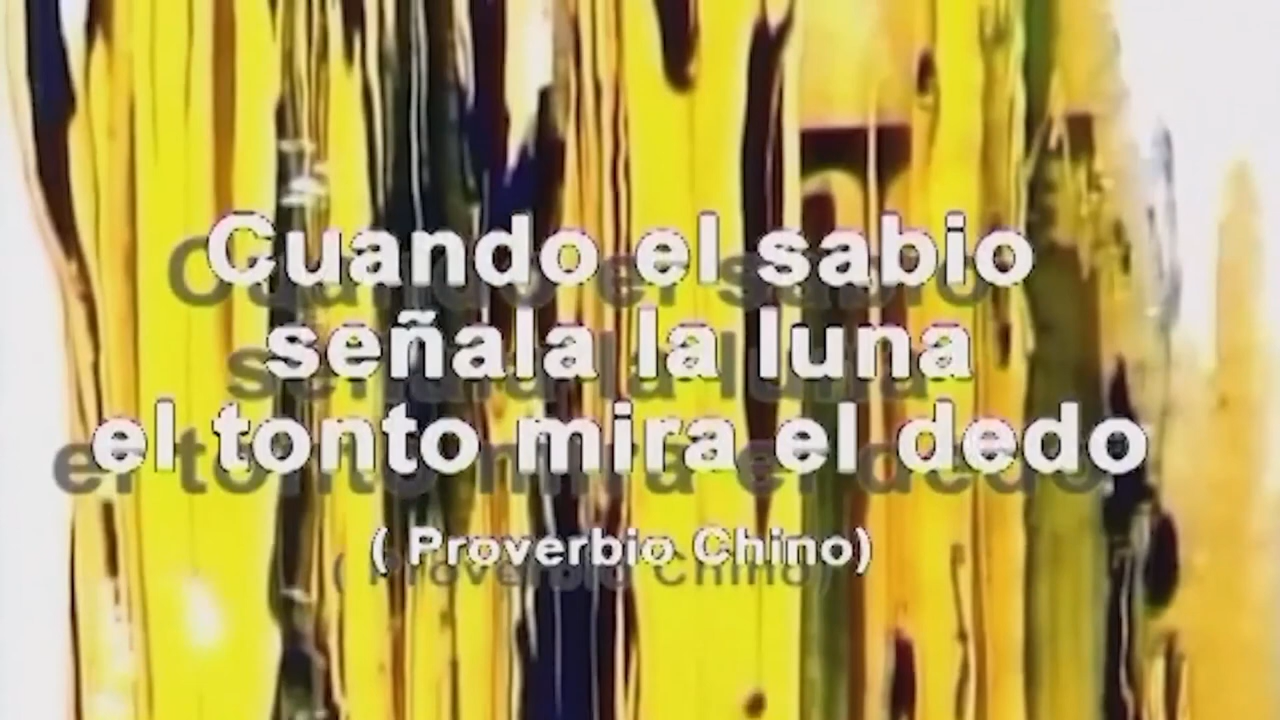 Cuando el sabio
señala la luna
el tonto mira el dedo
( Proverbio Chino)